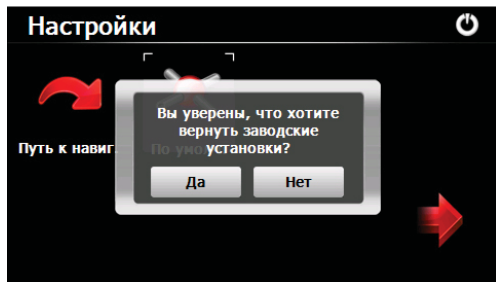 Настройки
Вы уверены, что хотите
вернуть заводские
установки?
Путь к навиг.
По умо
Да
Нет